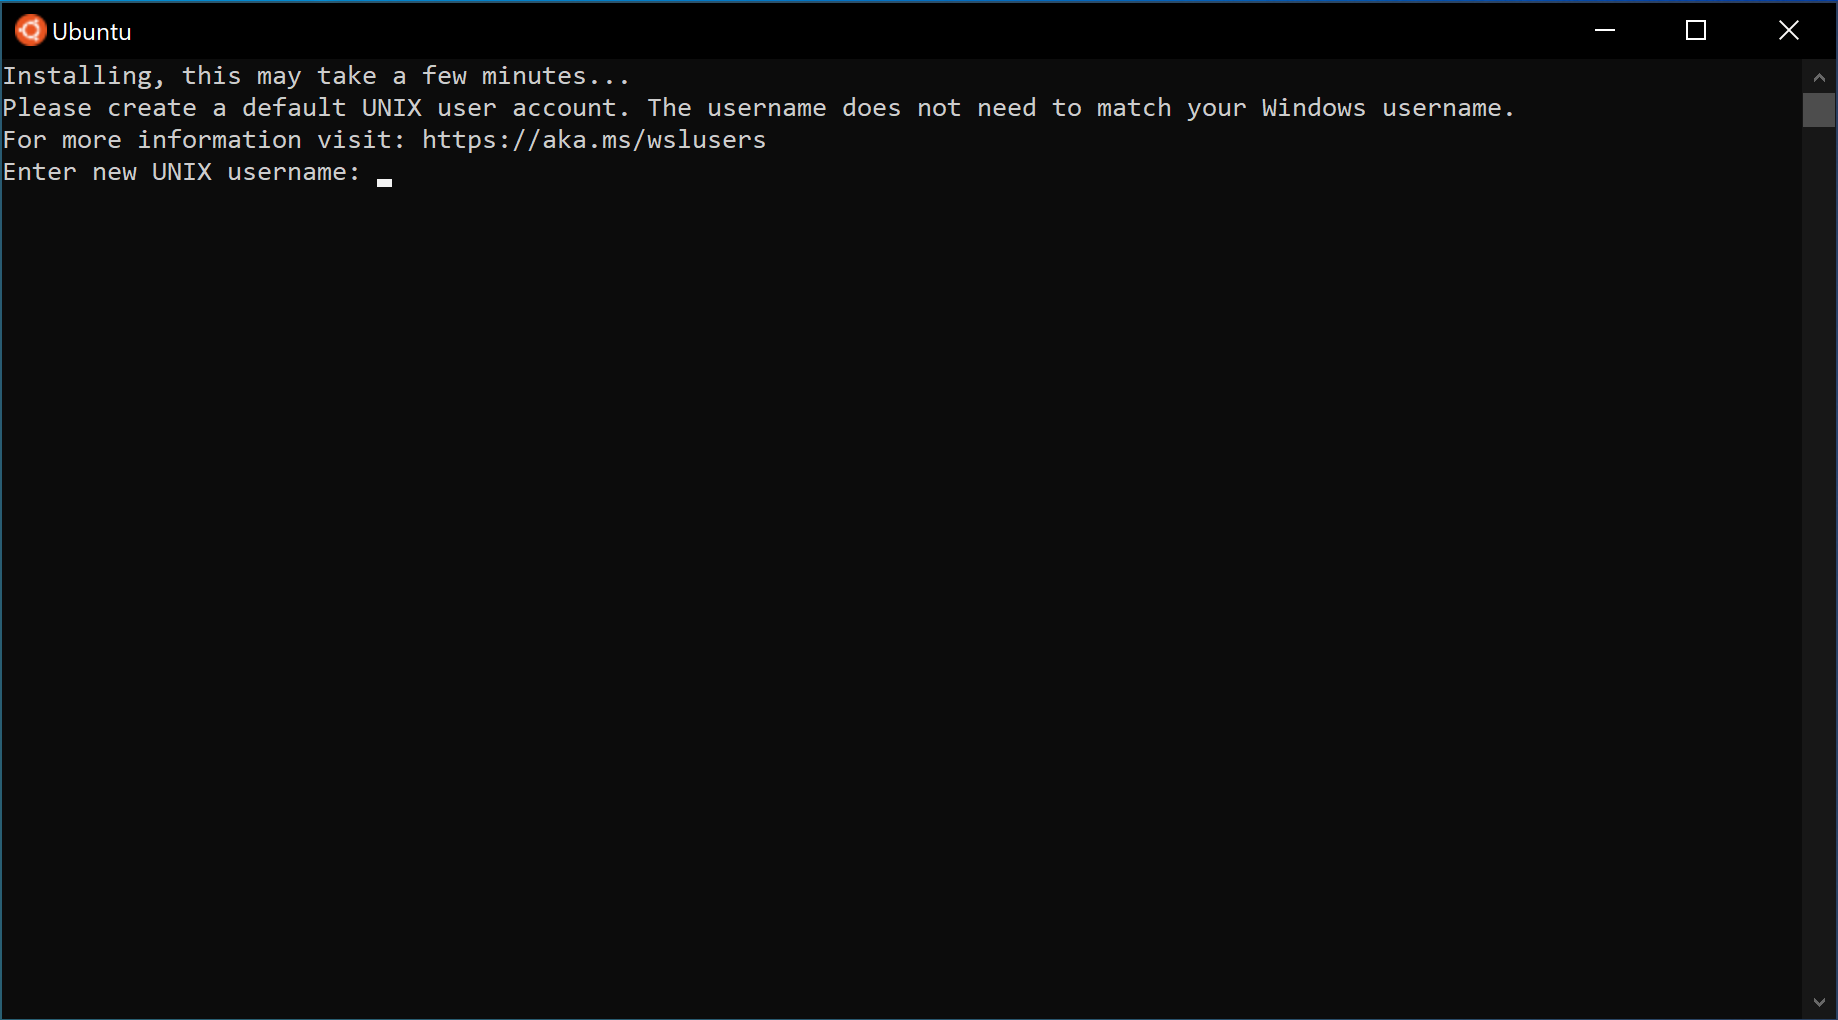 Ubuntu
Installing, this may take a few minutes...
Please create a default UNIX user account. The username does not need to match your Windows username.
For more information visit: https://aka.ms/wslusers
Enter new UNIX username: